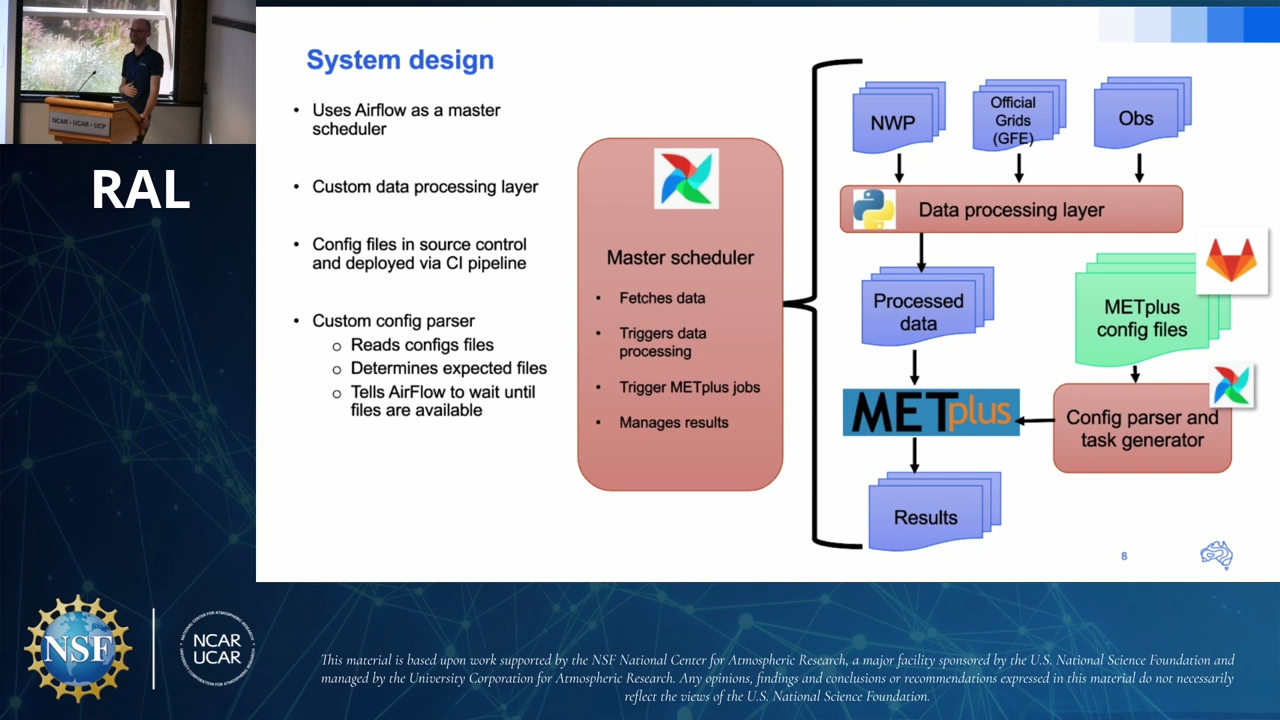 NCAR • UCAR • UCP
RAL
System design
• Uses Airflow as a master
scheduler
• Custom data processing layer
• Config files in source control
and deployed via CI pipeline
• Custom config parser
o Reads configs files
o Determines expected files
o Tells AirFlow to wait until
files are available
Master scheduler
• Fetches data
• Triggers data
processing
• Trigger METplus jobs
• Manages results
NWP
Official
Grids
(GFE)
Obs
Data processing layer
Processed
data
METplus
config files
METplus
Config parser and
task generator
Results
8
NSF
NCAR
UCAR
This material is based upon work supported by the NSF National Center for Atmospheric Research, a major facility sponsored by the U.S. National Science Foundation and
managed by the University Corporation for Atmospheric Research. Any opinions, findings and conclusions or recommendations expressed in this material do not necessarily
reflect the views of the U.S. National Science Foundation.